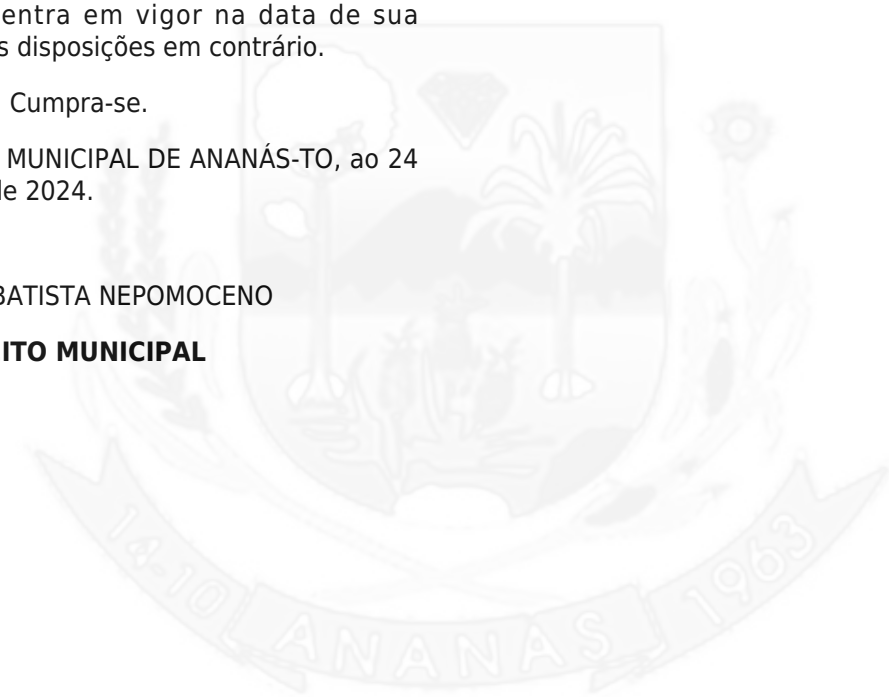 entra em vigor na data de sua
s disposições em contrário.
Cumpra-se.
MUNICIPAL DE ANANÁS-TO, ao 24
de 2024.
BATISTA NEPOMOCENO
ITO MUNICIPAL
14-10 ANANÁS 1963